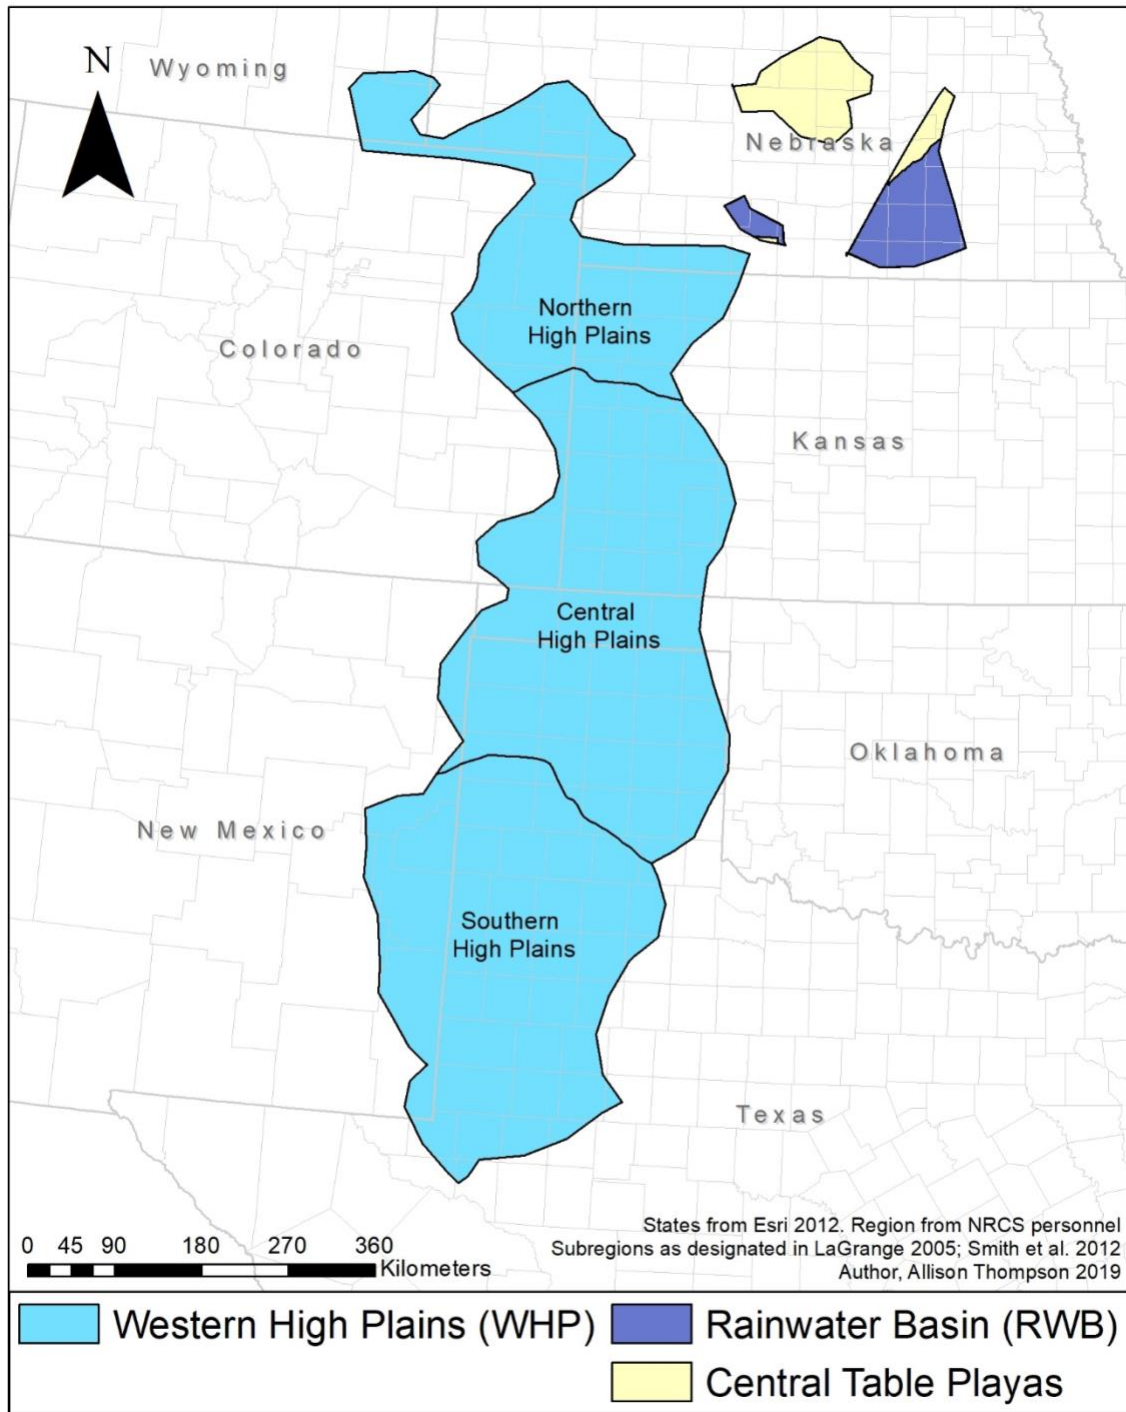 N
Wyoming
Nebraska
Northern
High Plains
Colorado
Kansas
Central
High Plains
Oklahoma
New Mexico
Southern
High Plains
Texas
States from Esri 2012. Region from NRCS personnel
Subregions as designated in LaGrange 2005; Smith et al. 2012
Author, Allison Thompson 2019
0 45 90 180 270 360
Kilometers
Western High Plains (WHP)
Rainwater Basin (RWB)
Central Table Playas